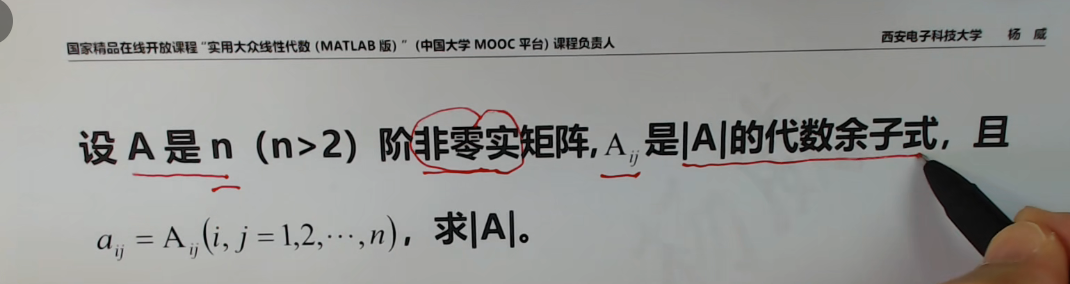 国家精品在线开放课程“实用大众线性代数（MATLAB 版）”（中国大学 MOOC 平台）课程负责人 西安电子科技大学 杨 威
设 A 是 n（n>2）阶非零实矩阵, A_{ij} 是|A|的代数余子式，且
a_{ij} = A_{ij}(i, j = 1,2,⋯,n)，求|A|。